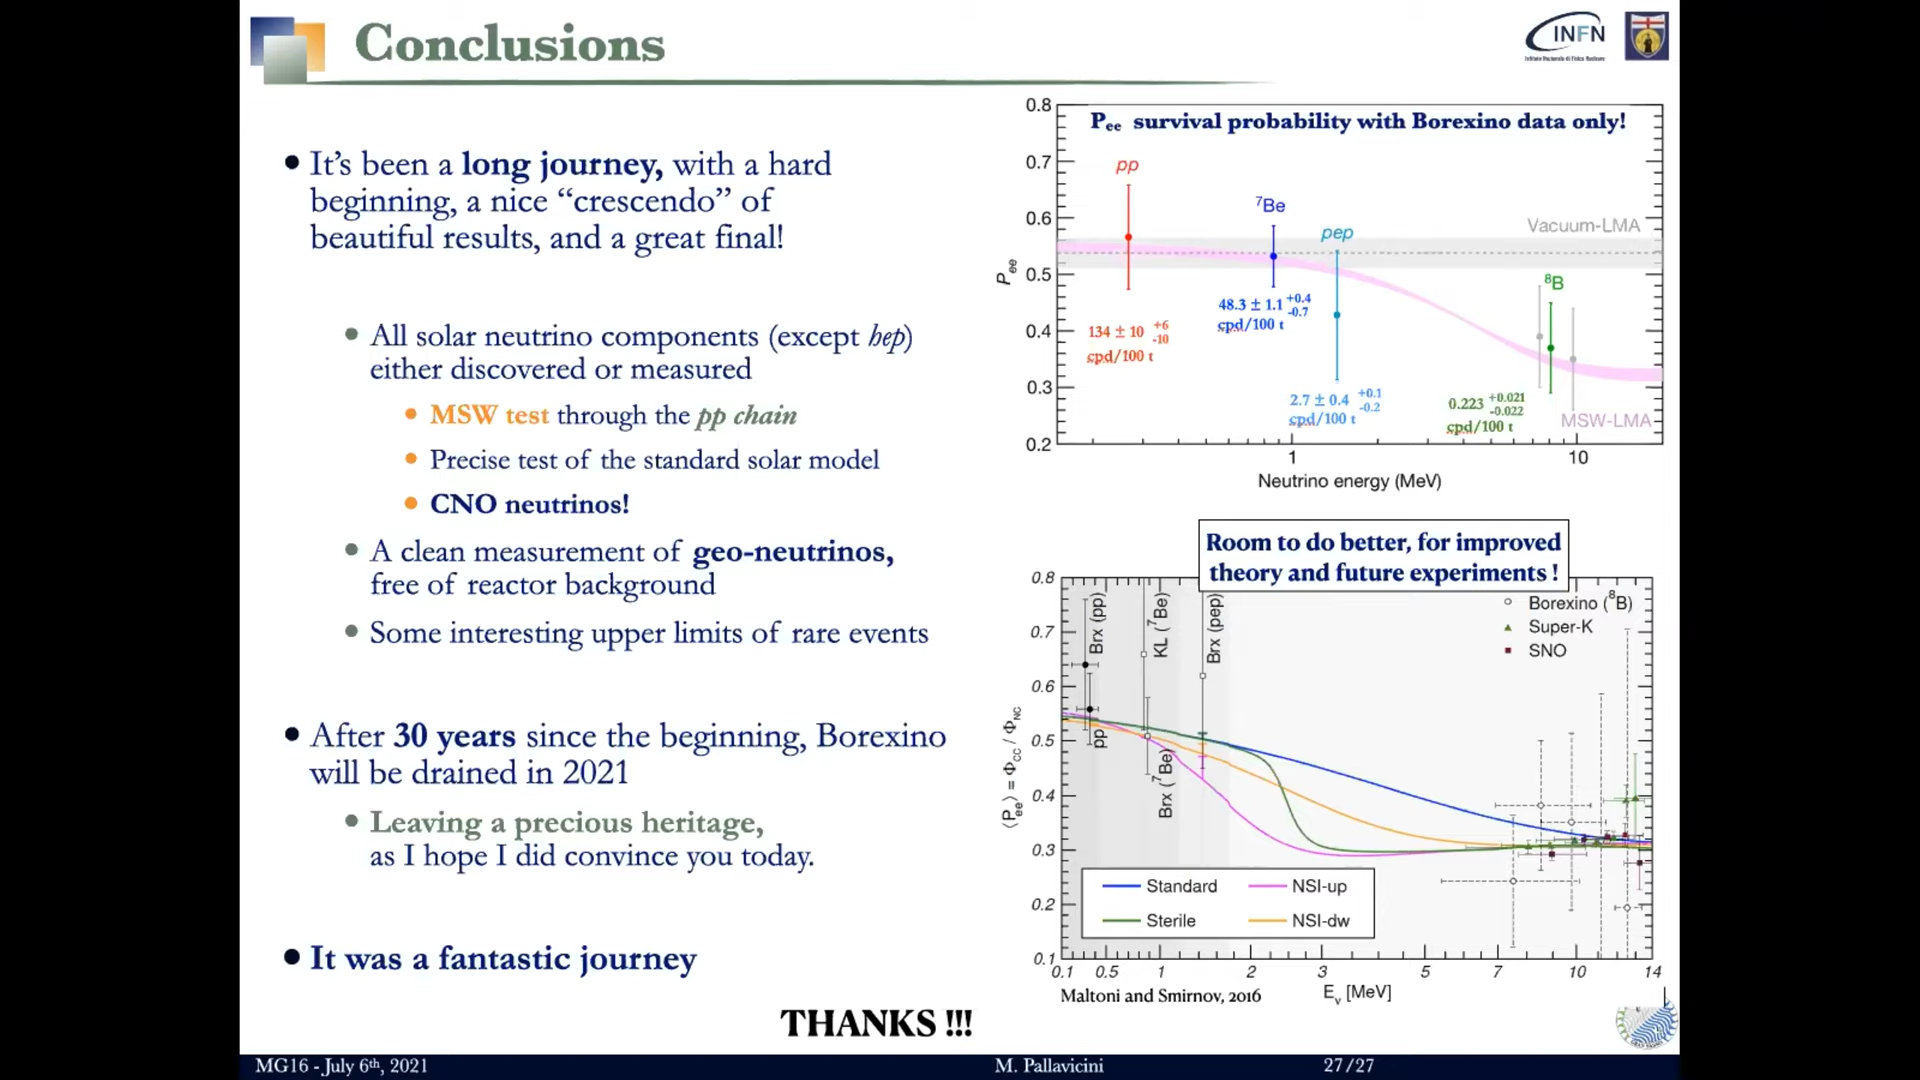 Conclusions
INFN
Istituto Nazionale di Fisica Nucleare
• It's been a long journey, with a hard
beginning, a nice “crescendo” of
beautiful results, and a great final!
• All solar neutrino components (except hep)
either discovered or measured
• MSW test through the pp chain
• Precise test of the standard solar model
• CNO neutrinos!
• A clean measurement of geo-neutrinos,
free of reactor background
• Some interesting upper limits of rare events
• After 30 years since the beginning, Borexino
will be drained in 2021
• Leaving a precious heritage,
as I hope I did convince you today.
• It was a fantastic journey
THANKS !!!
Pee survival probability with Borexino data only!
0.8
0.7
0.6
0.5
0.4
0.3
0.2
Pee
pp
⁷Be
pep
⁸B
Vacuum-LMA
MSW-LMA
134 ± 10 +6 -10
cpd/100 t
48.3 ± 1.1 +0.4 -0.7
cpd/100 t
2.7 ± 0.4 +0.1 -0.2
cpd/100 t
0.223 +0.021 -0.022
cpd/100 t
1 10
Neutrino energy (MeV)
Room to do better, for improved
theory and future experiments !
0.8
0.7
0.6
0.5
0.4
0.3
0.2
0.1
⟨Pee⟩ = ΦCC / ΦNC
Brx (pp)
KL (⁷Be)
Brx (pep)
pp
Brx (⁷Be)
Borexino (⁸B)
Super-K
SNO
Standard NSI-up
Sterile NSI-dw
0.1 0.5 1 2 3 5 7 10 14
Eν [MeV]
Maltoni and Smirnov, 2016
MG16 - July 6th, 2021 M. Pallavicini 27/27